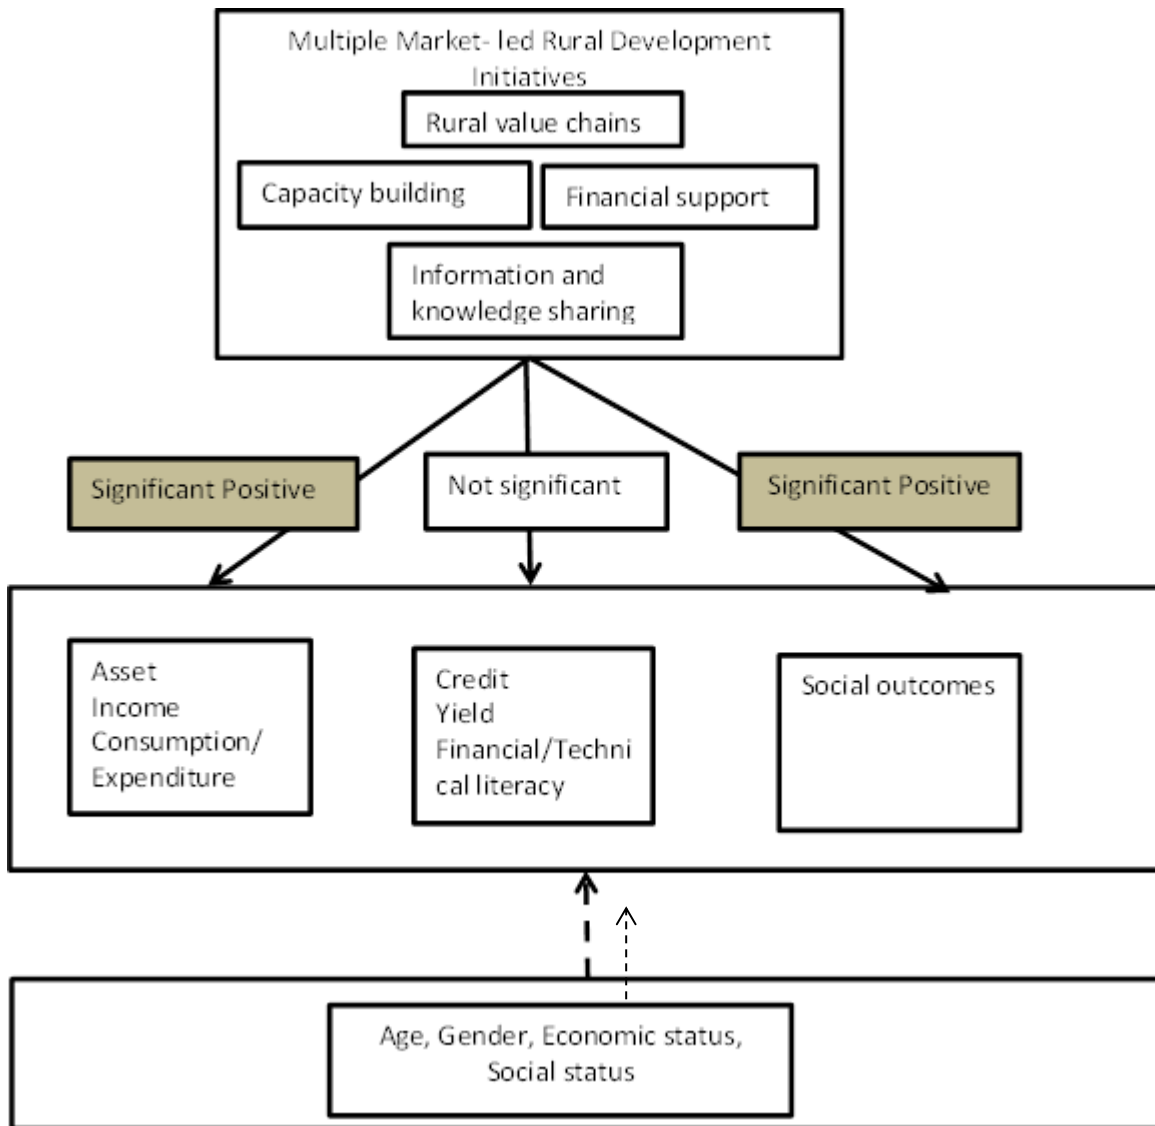 Multiple Market- led Rural Development
Initiatives
Rural value chains
Capacity building
Financial support
Information and
knowledge sharing
Significant Positive
Not significant
Significant Positive
Asset
Income
Consumption/
Expenditure
Credit
Yield
Financial/Techni
cal literacy
Social outcomes
Age, Gender, Economic status,
Social status